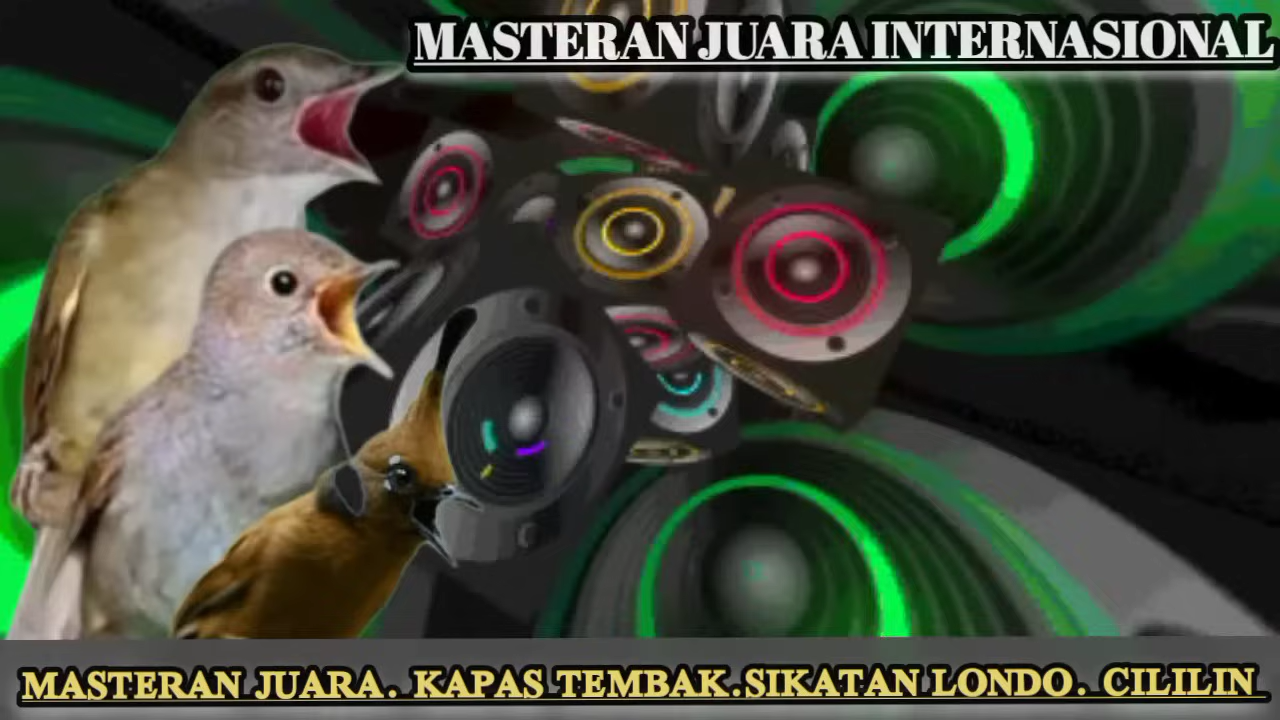 MASTERAN JUARA INTERNASIONAL
MASTERAN JUARA. KAPAS TEMBAK.SIKATAN LONDO. CILILIN